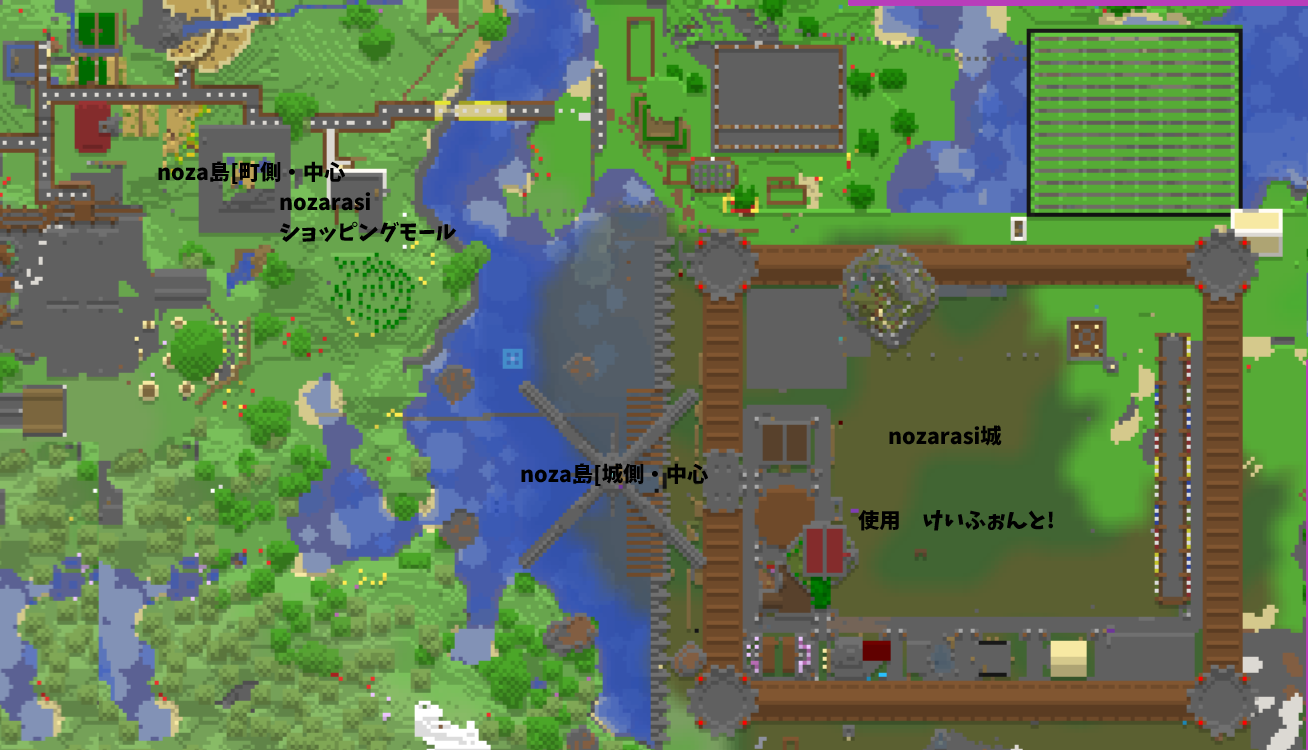 noza島[町側・中心
nozarasi
ショッピングモール
nozarasi城
noza島[城側・中心
使用　けいふぉんと!